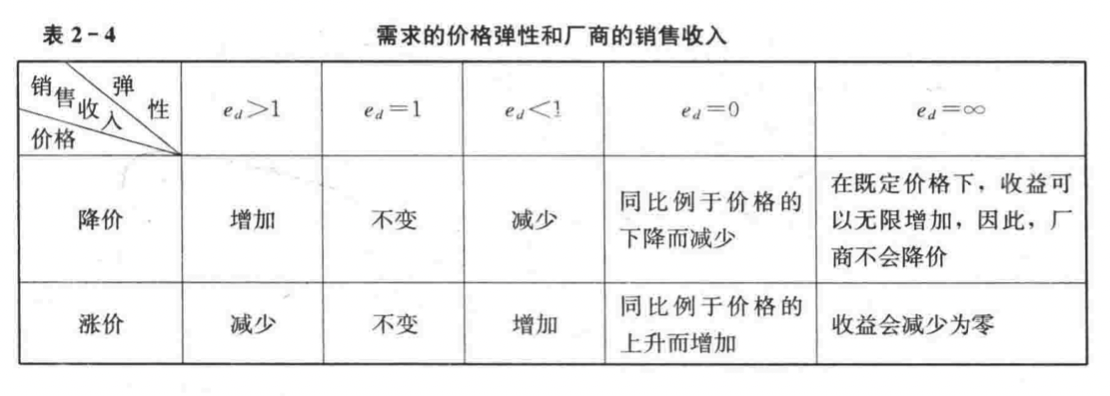 表 2-4 需求的价格弹性和厂商的销售收入
销售收入 弹性
价格
e_d>1 e_d=1 e_d<1 e_d=0 e_d=∞
降价 增加 不变 减少
同比例于价格的
下降而减少
在既定价格下，收益可
以无限增加，因此，厂
商不会降价
涨价 减少 不变 增加
同比例于价格的
上升而增加
收益会减少为零